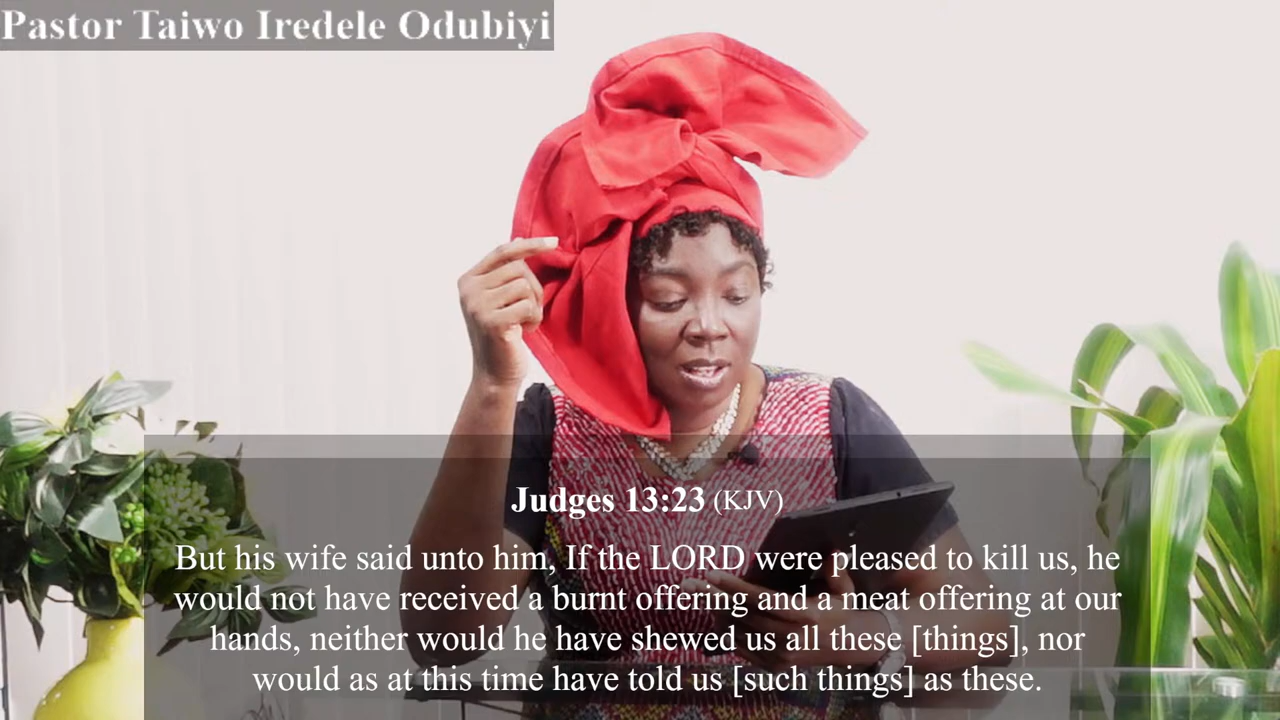 Pastor Taiwo Iredele Odubiyi
Judges 13:23 (KJV)
But his wife said unto him, If the LORD were pleased to kill us, he
would not have received a burnt offering and a meat offering at our
hands, neither would he have shewed us all these [things], nor
would as at this time have told us [such things] as these.